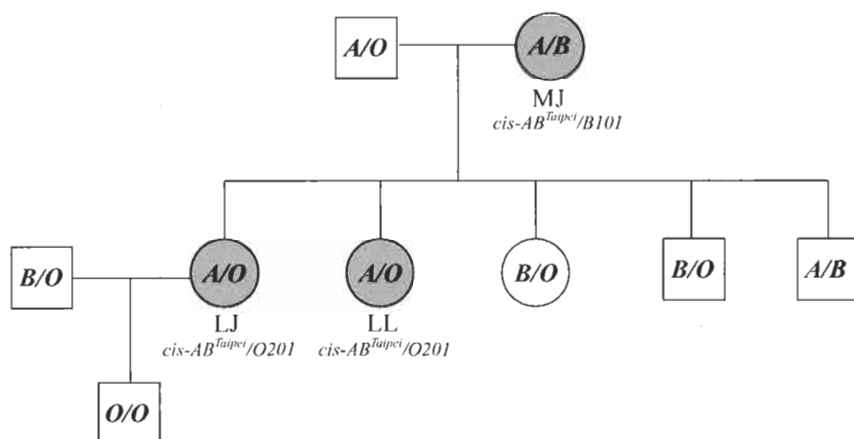 A/O
A/B
MJ
cis-AB^Taipei/B101
B/O
A/O
A/O
B/O
B/O
A/B
LJ
LL
cis-AB^Taipei/O201
cis-AB^Taipei/O201
O/O